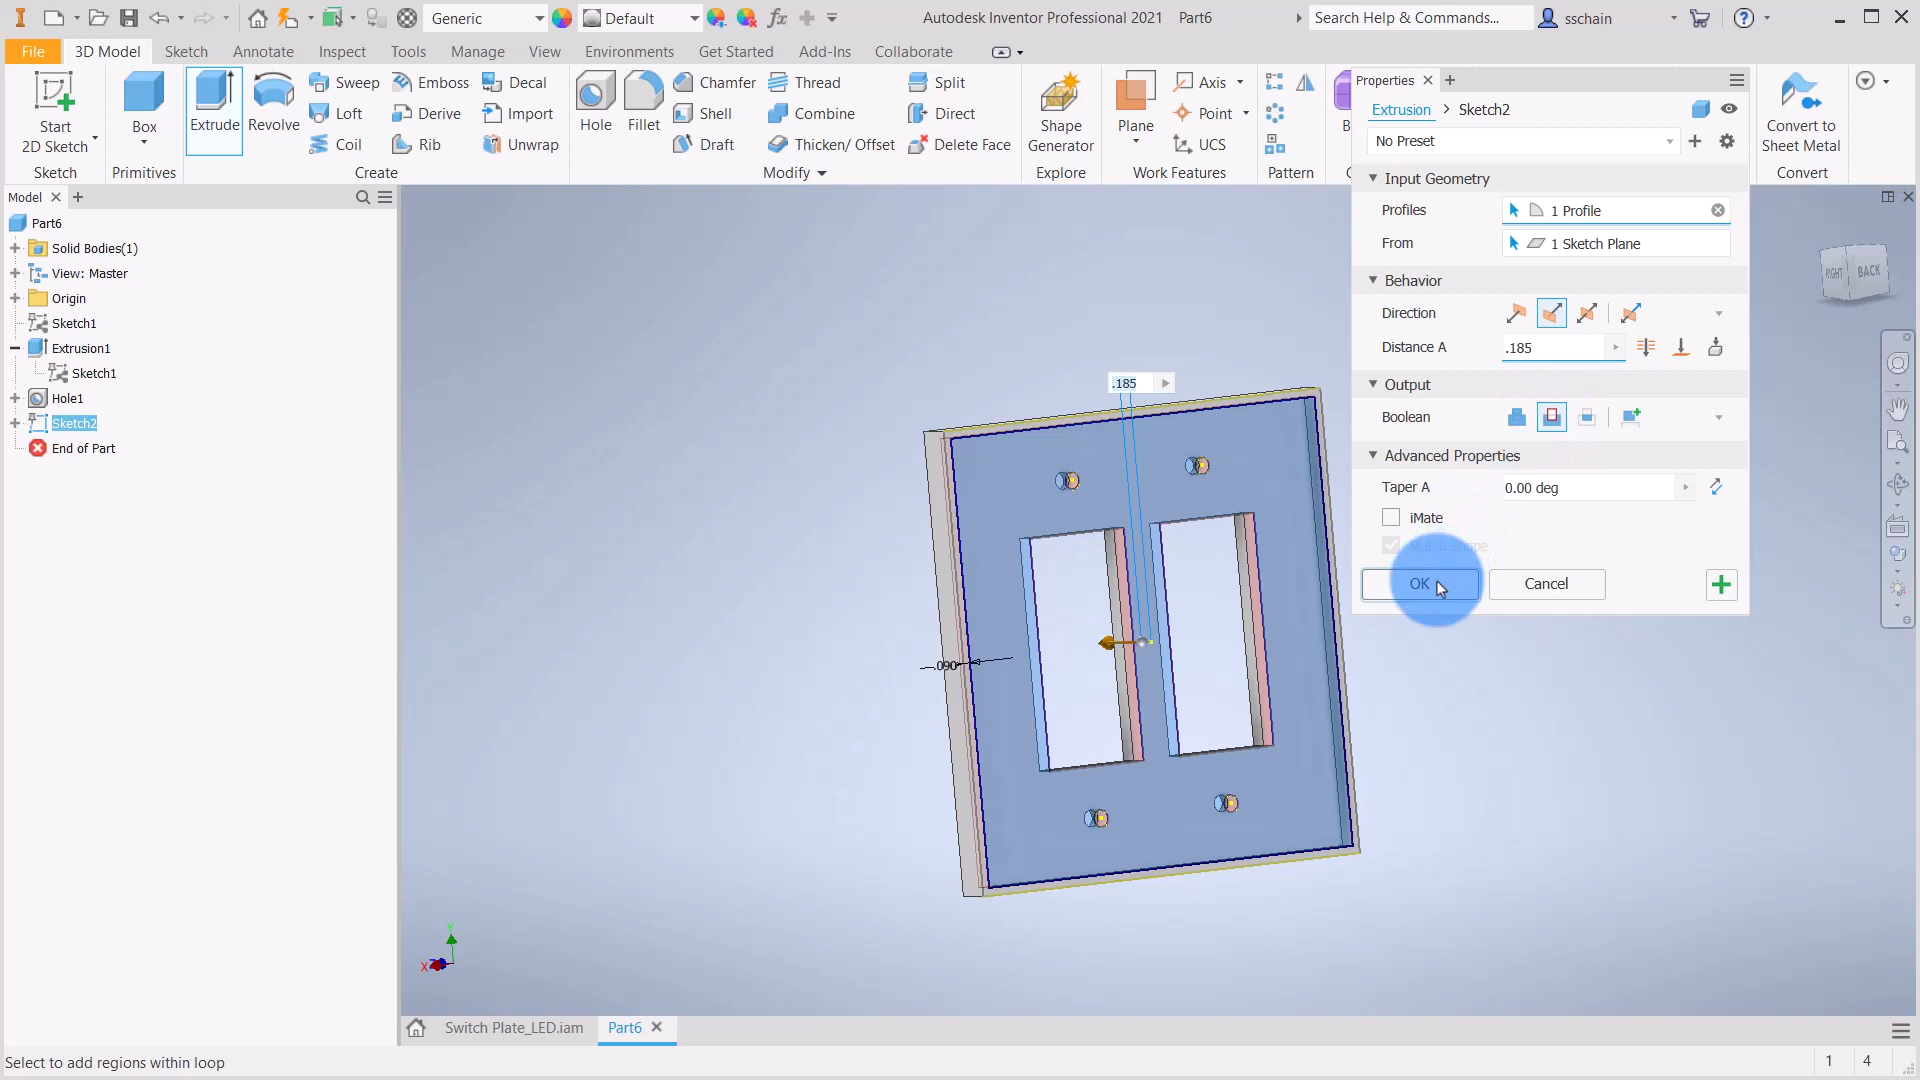 Generic
Default
Autodesk Inventor Professional 2021 Part6
Search Help & Commands...
sschain
File
3D Model
Sketch
Annotate
Inspect
Tools
Manage
View
Environments
Get Started
Add-Ins
Collaborate
Start
2D Sketch
Box
Extrude
Revolve
Sweep
Loft
Coil
Emboss
Derive
Rib
Decal
Import
Unwrap
Hole
Fillet
Chamfer
Shell
Draft
Thread
Combine
Thicken/ Offset
Split
Direct
Delete Face
Shape
Generator
Plane
Axis
Point
UCS
Convert to
Sheet Metal
Sketch
Primitives
Create
Modify
Explore
Work Features
Pattern
Convert
Properties
Extrusion > Sketch2
No Preset
Input Geometry
Profiles
1 Profile
From
1 Sketch Plane
Behavior
Direction
Distance A
.185
Output
Boolean
Advanced Properties
Taper A
0.00 deg
iMate
OK
Cancel
Model
Part6
Solid Bodies(1)
View: Master
Origin
Sketch1
Extrusion1
Sketch1
Hole1
Sketch2
End of Part
.185
.090
RIGHT
BACK
Y
X
Switch Plate_LED.iam
Part6
Select to add regions within loop
1
4